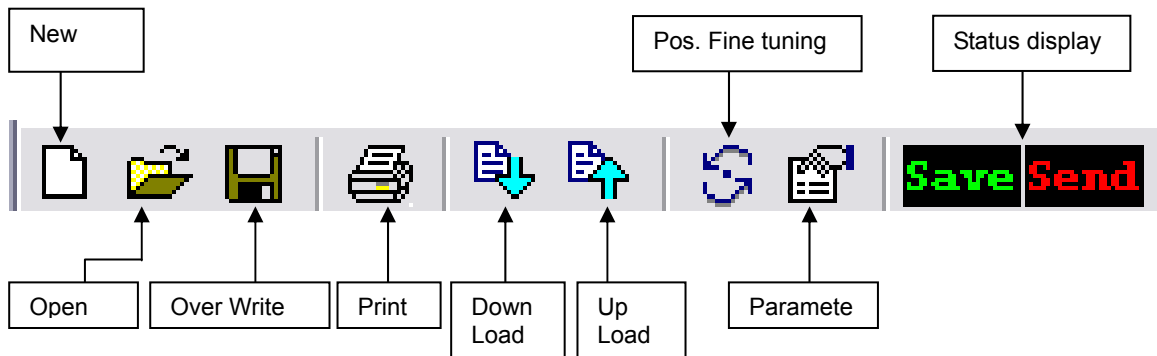 New
Pos. Fine tuning
Status display
Save Send
Open
Over Write
Print
Down
Load
Up
Load
Paramete